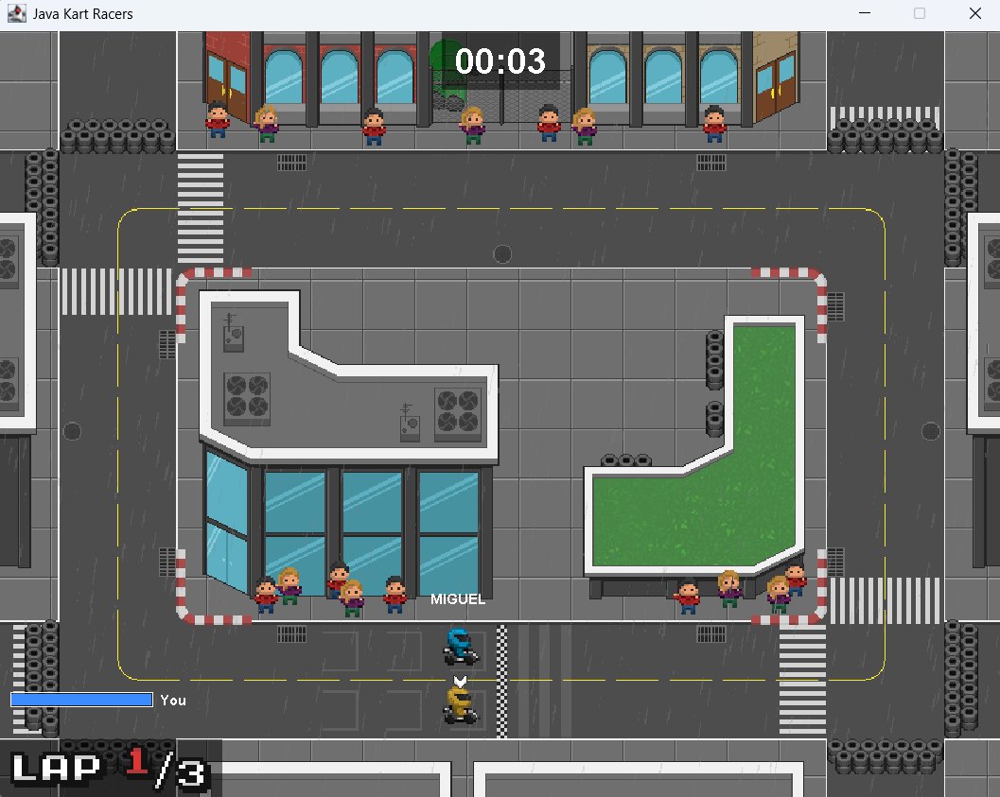 Java Kart Racers
00:03
MIGUEL
You
LAP 1/3